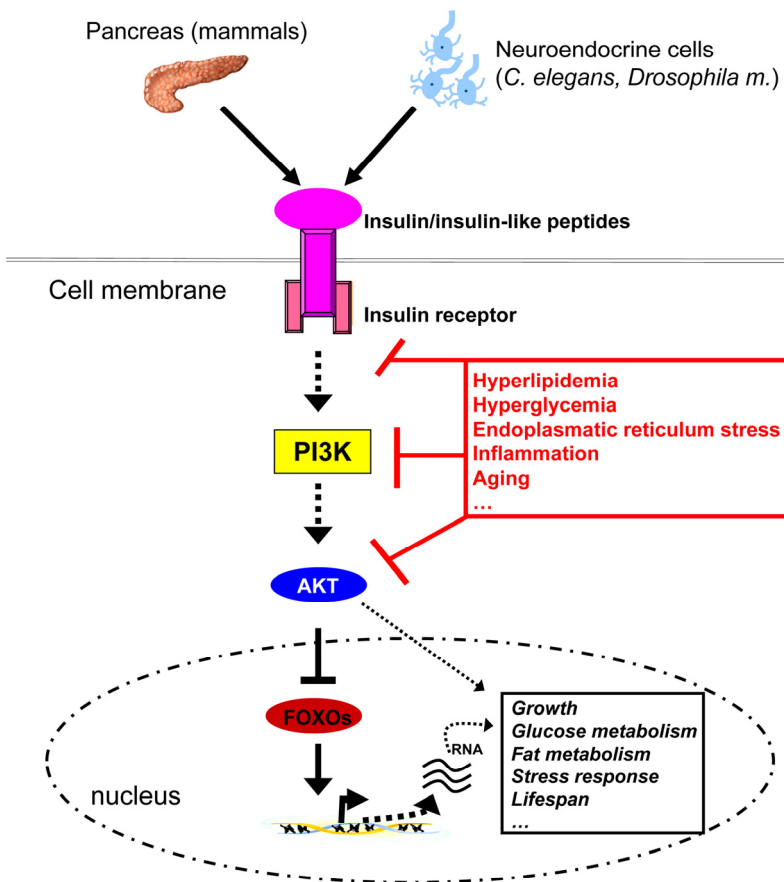 Pancreas (mammals)
Neuroendocrine cells
(C. elegans, Drosophila m.)
Insulin/insulin-like peptides
Cell membrane
Insulin receptor
Hyperlipidemia
Hyperglycemia
Endoplasmatic reticulum stress
Inflammation
Aging
...
PI3K
AKT
FOXOs
RNA
nucleus
Growth
Glucose metabolism
Fat metabolism
Stress response
Lifespan
...